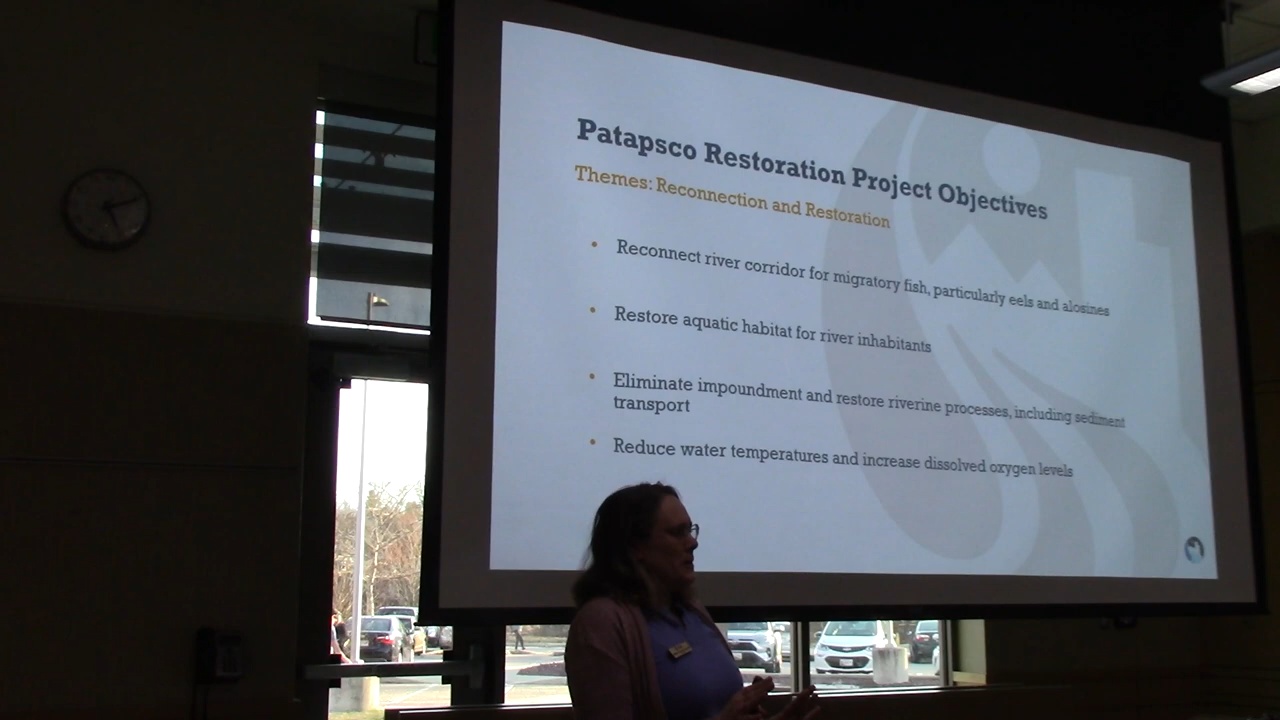 Patapsco Restoration Project Objectives
Themes: Reconnection and Restoration
• Reconnect river corridor for migratory fish, particularly eels and alosines
• Restore aquatic habitat for river inhabitants
• Eliminate impoundment and restore riverine processes, including sediment
transport
• Reduce water temperatures and increase dissolved oxygen levels